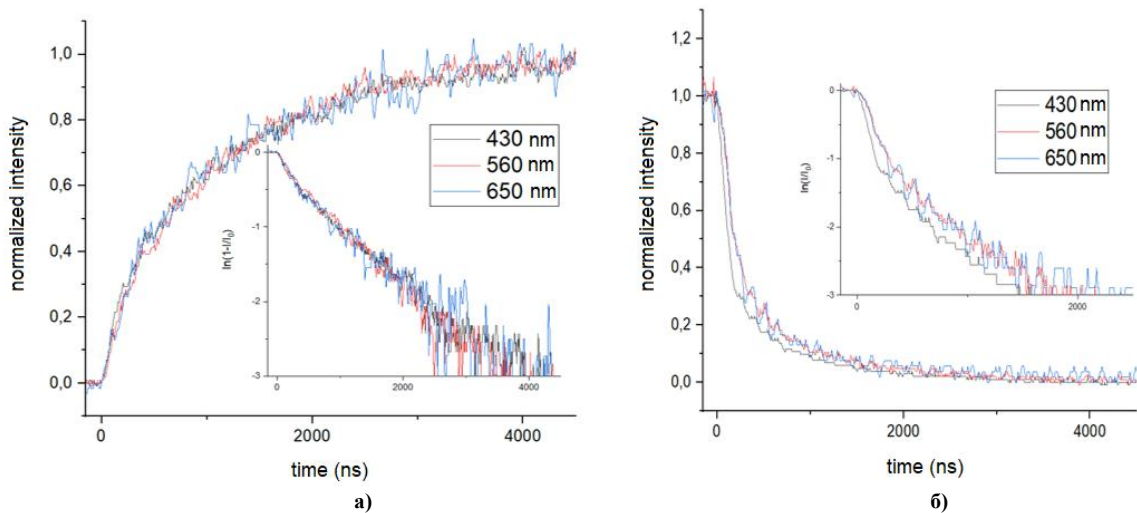 1,0
0,8
0,6
0,4
0,2
0,0
normalized intensity
430 nm
560 nm
650 nm
0
-1
-2
-3
ln(1-I/I₀)
0
2000
4000
0
2000
4000
time (ns)
а)
1,2
1,0
0,8
0,6
0,4
0,2
0,0
normalized intensity
430 nm
560 nm
650 nm
0
-1
-2
-3
ln(I/I₀)
0
2000
0
2000
4000
time (ns)
б)